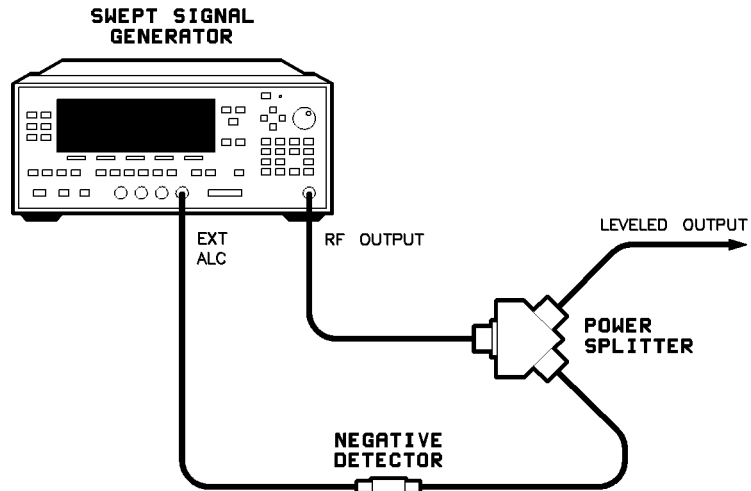 SWEPT SIGNAL
GENERATOR
EXT
ALC
RF OUTPUT
LEVELED OUTPUT
POWER
SPLITTER
NEGATIVE
DETECTOR